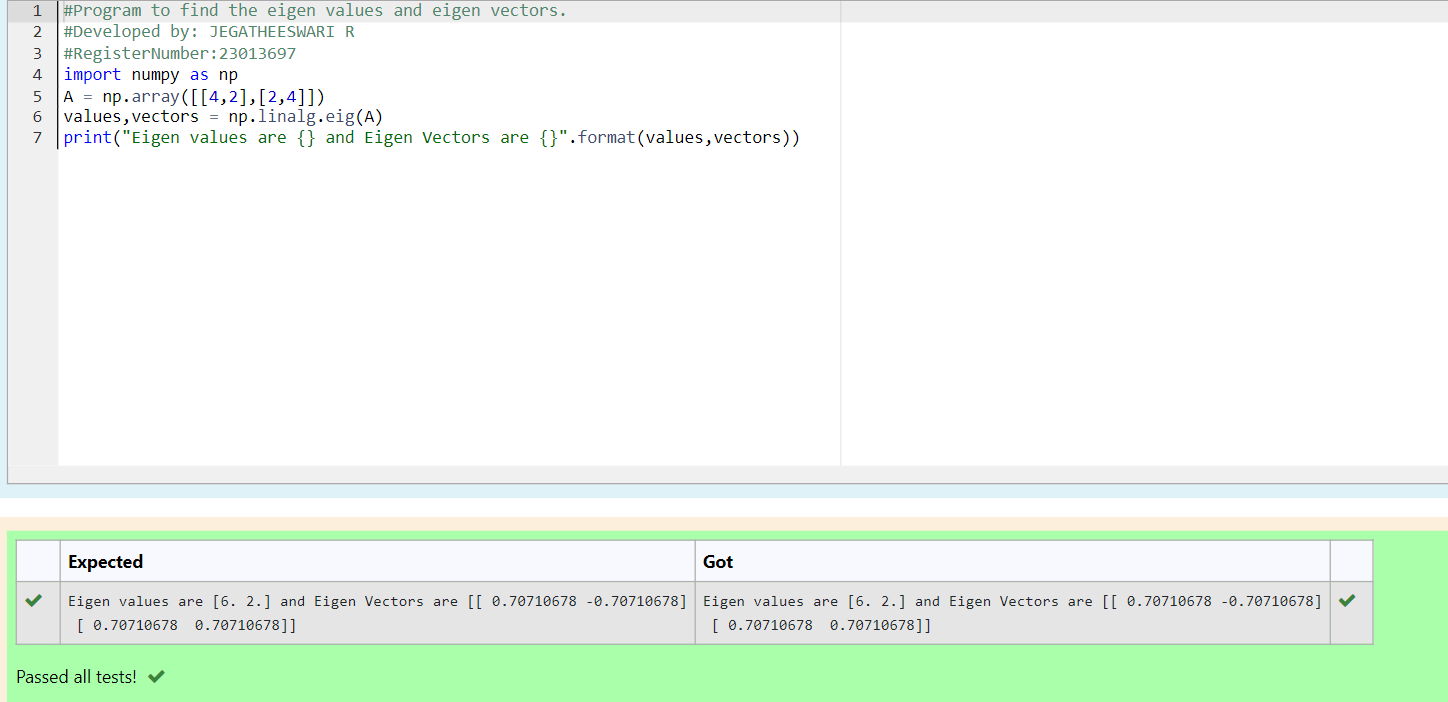 1 #Program to find the eigen values and eigen vectors.
2 #Developed by: JEGATHEESWARI R
3 #RegisterNumber:23013697
4 import numpy as np
5 A = np.array([[4,2],[2,4]])
6 values,vectors = np.linalg.eig(A)
7 print("Eigen values are {} and Eigen Vectors are {}".format(values,vectors))
Expected Got
Eigen values are [6. 2.] and Eigen Vectors are [[ 0.70710678 -0.70710678] Eigen values are [6. 2.] and Eigen Vectors are [[ 0.70710678 -0.70710678]
[ 0.70710678  0.70710678]] [ 0.70710678  0.70710678]]
Passed all tests!